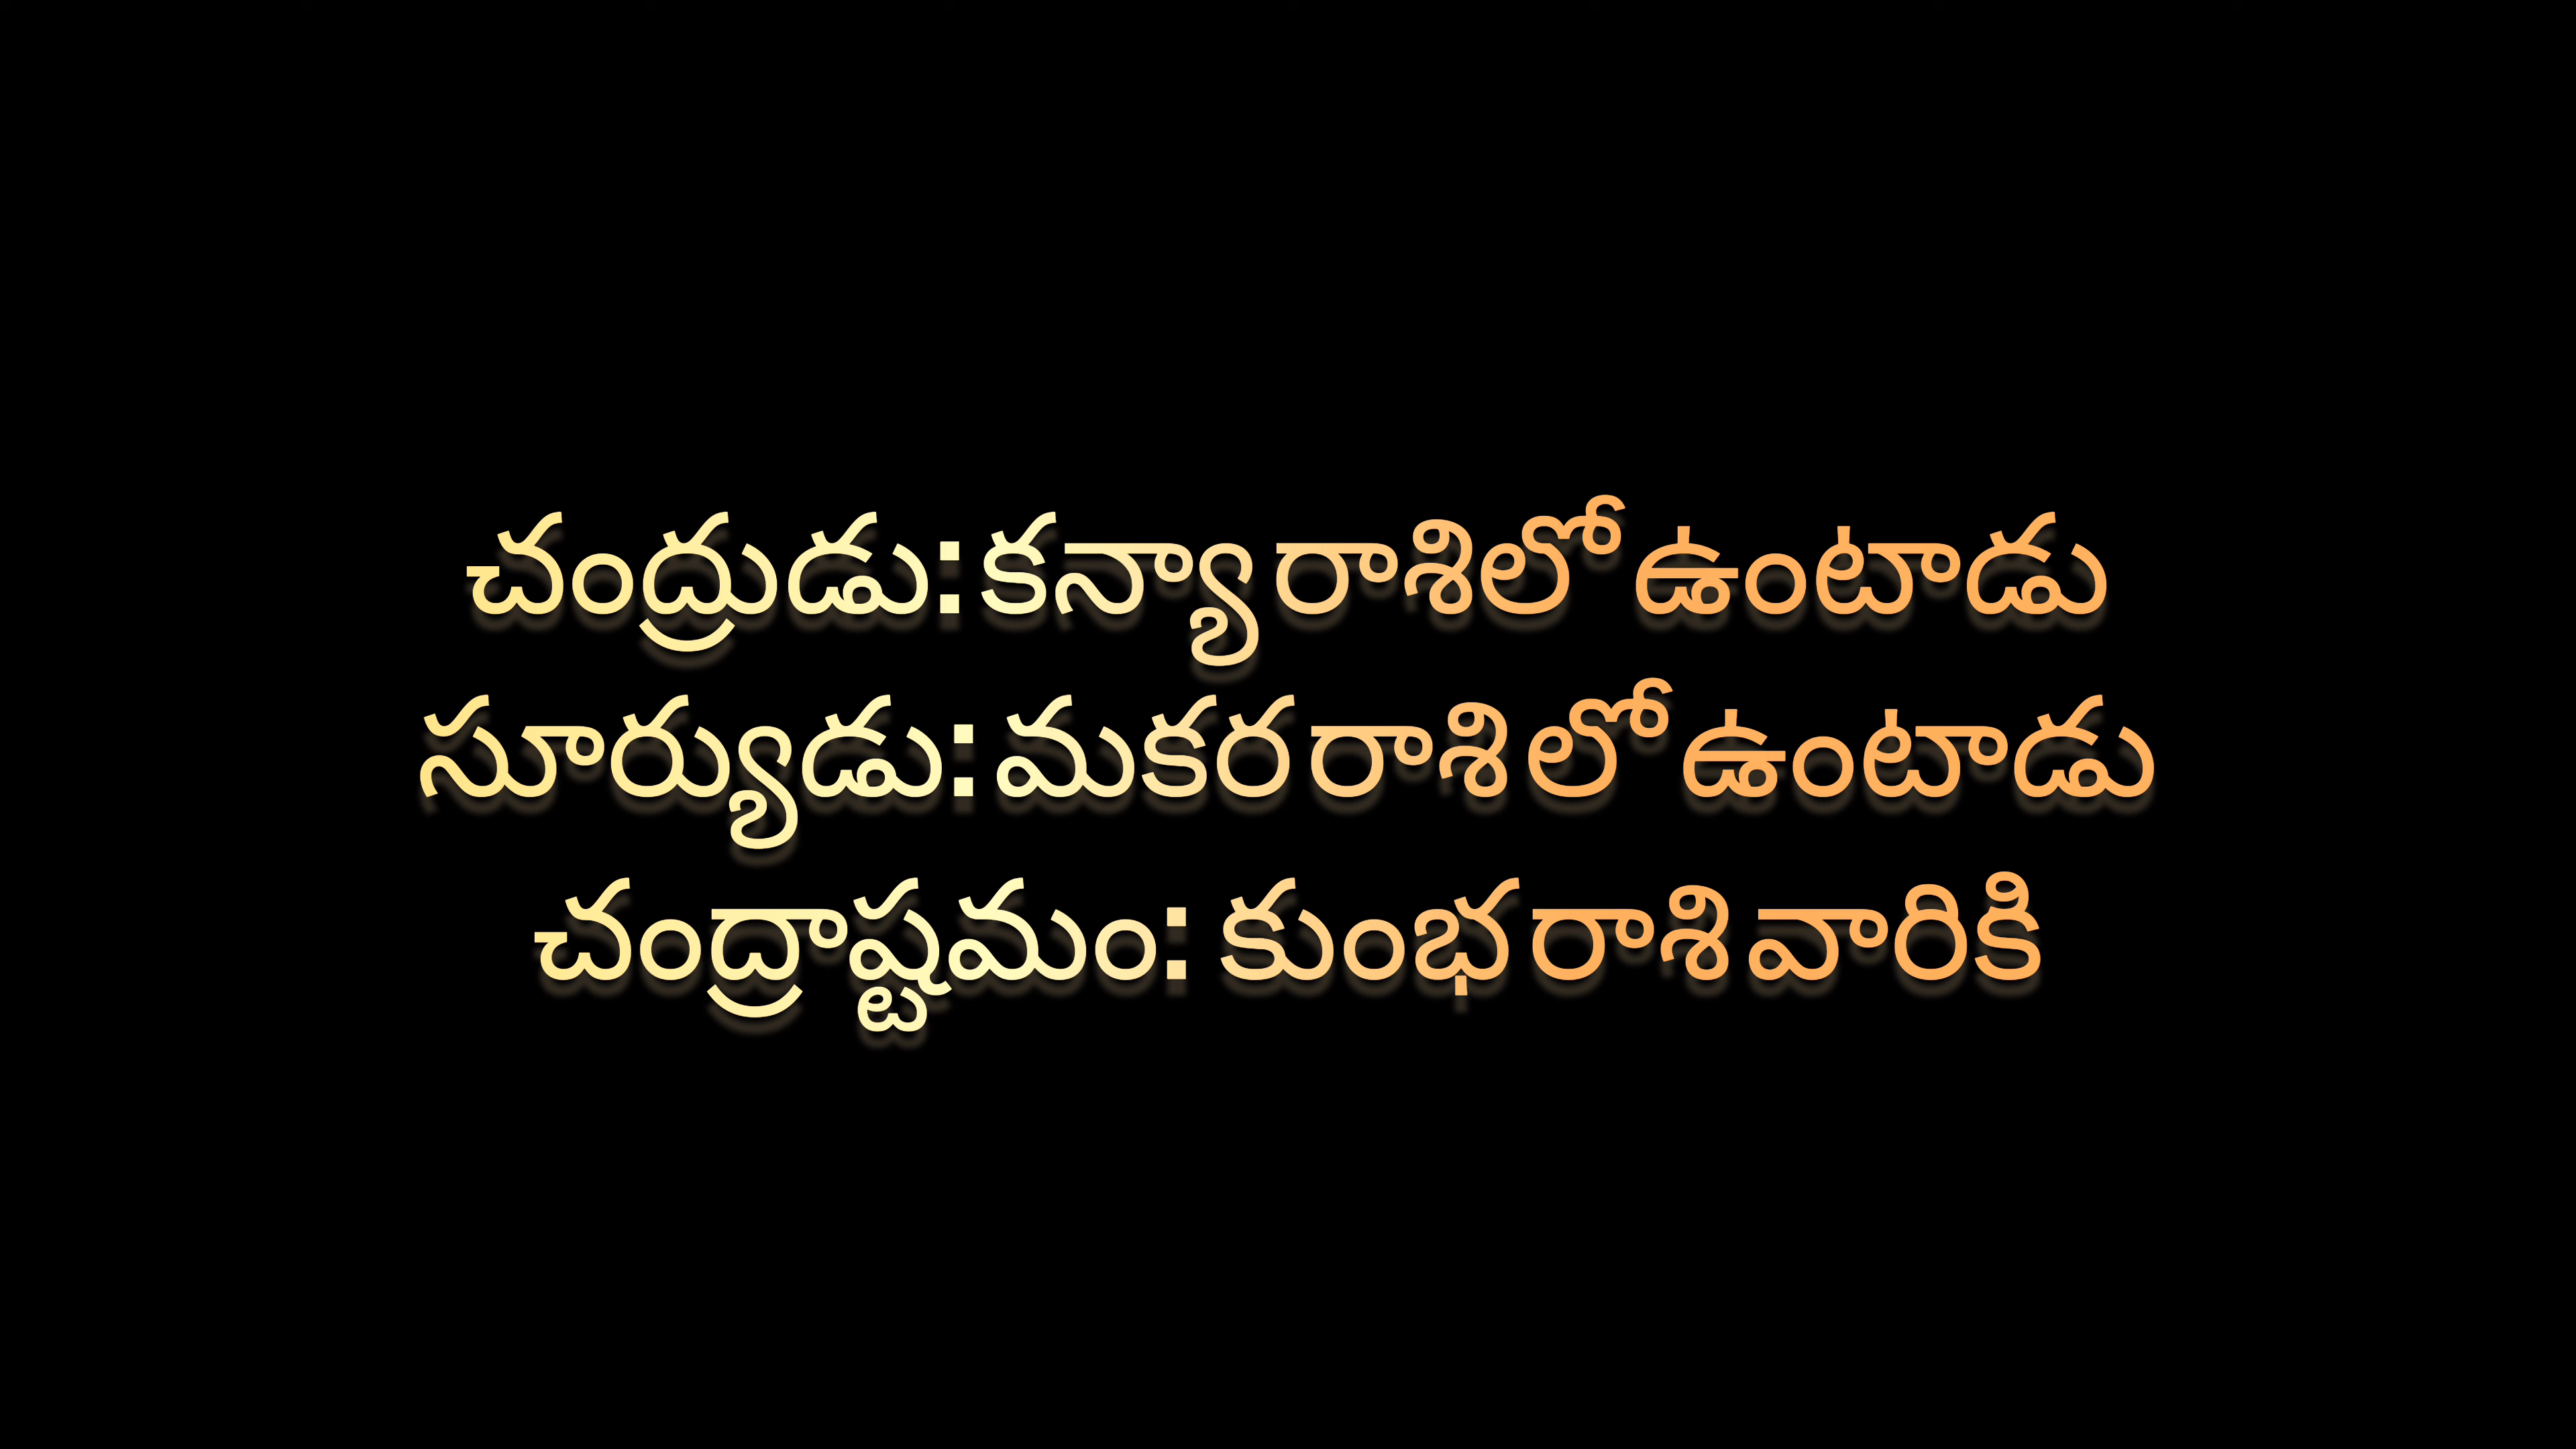 చంద్రుడు: కన్యా రాశిలో ఉంటాడు
సూర్యుడు: మకర రాశి లో ఉంటాడు
చంద్రాష్టమం: కుంభ రాశి వారికి